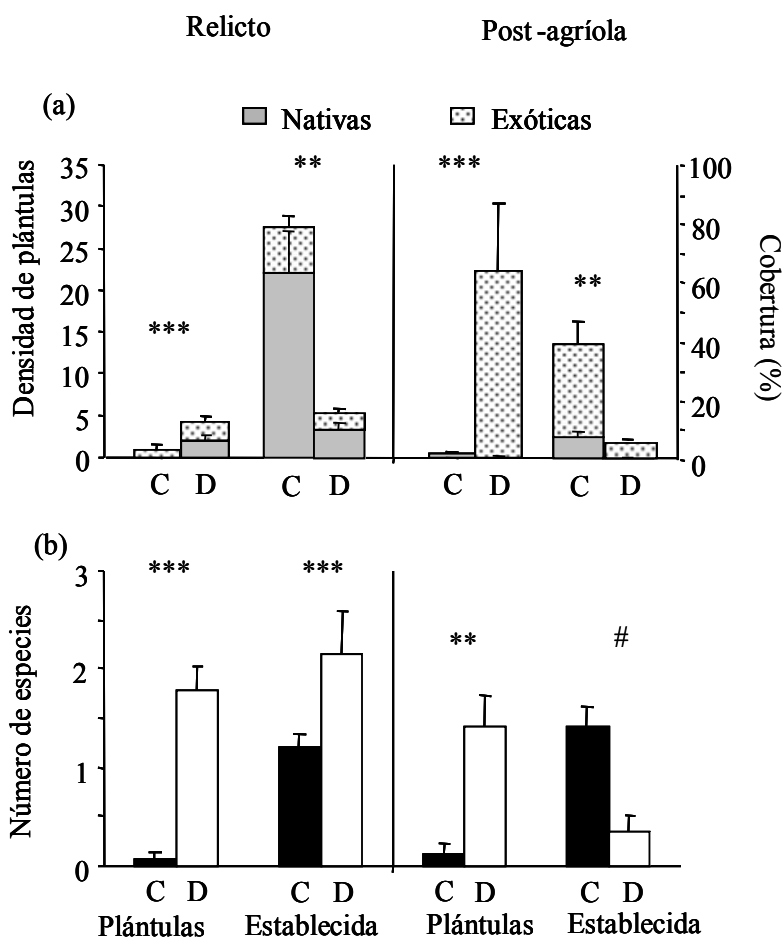 Relicto
Post-agríola
(a)
Nativas
Exóticas
Densidad de plántulas
35
30
25
20
15
10
5
0
***
**
***
**
100
80
60
40
20
0
Cobertura (%)
C D C D C D C D
(b)
Número de especies
3
2
1
0
***
***
**
#
C D C D C D C D
Plántulas Establecida Plántulas Establecida